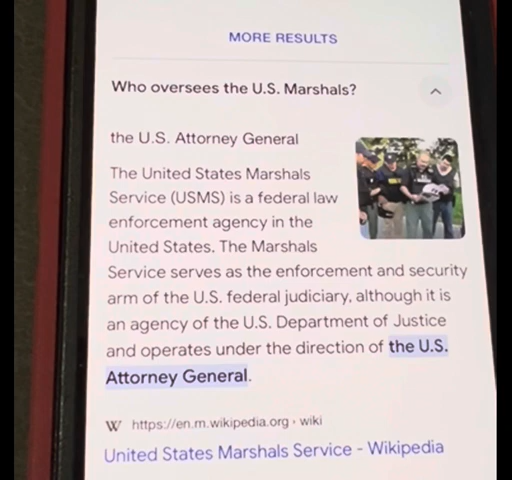 MORE RESULTS
Who oversees the U.S. Marshals?
the U.S. Attorney General
The United States Marshals
Service (USMS) is a federal law
enforcement agency in the
United States. The Marshals
Service serves as the enforcement and security
arm of the U.S. federal judiciary, although it is
an agency of the U.S. Department of Justice
and operates under the direction of the U.S.
Attorney General.
W https://en.m.wikipedia.org › wiki
United States Marshals Service - Wikipedia